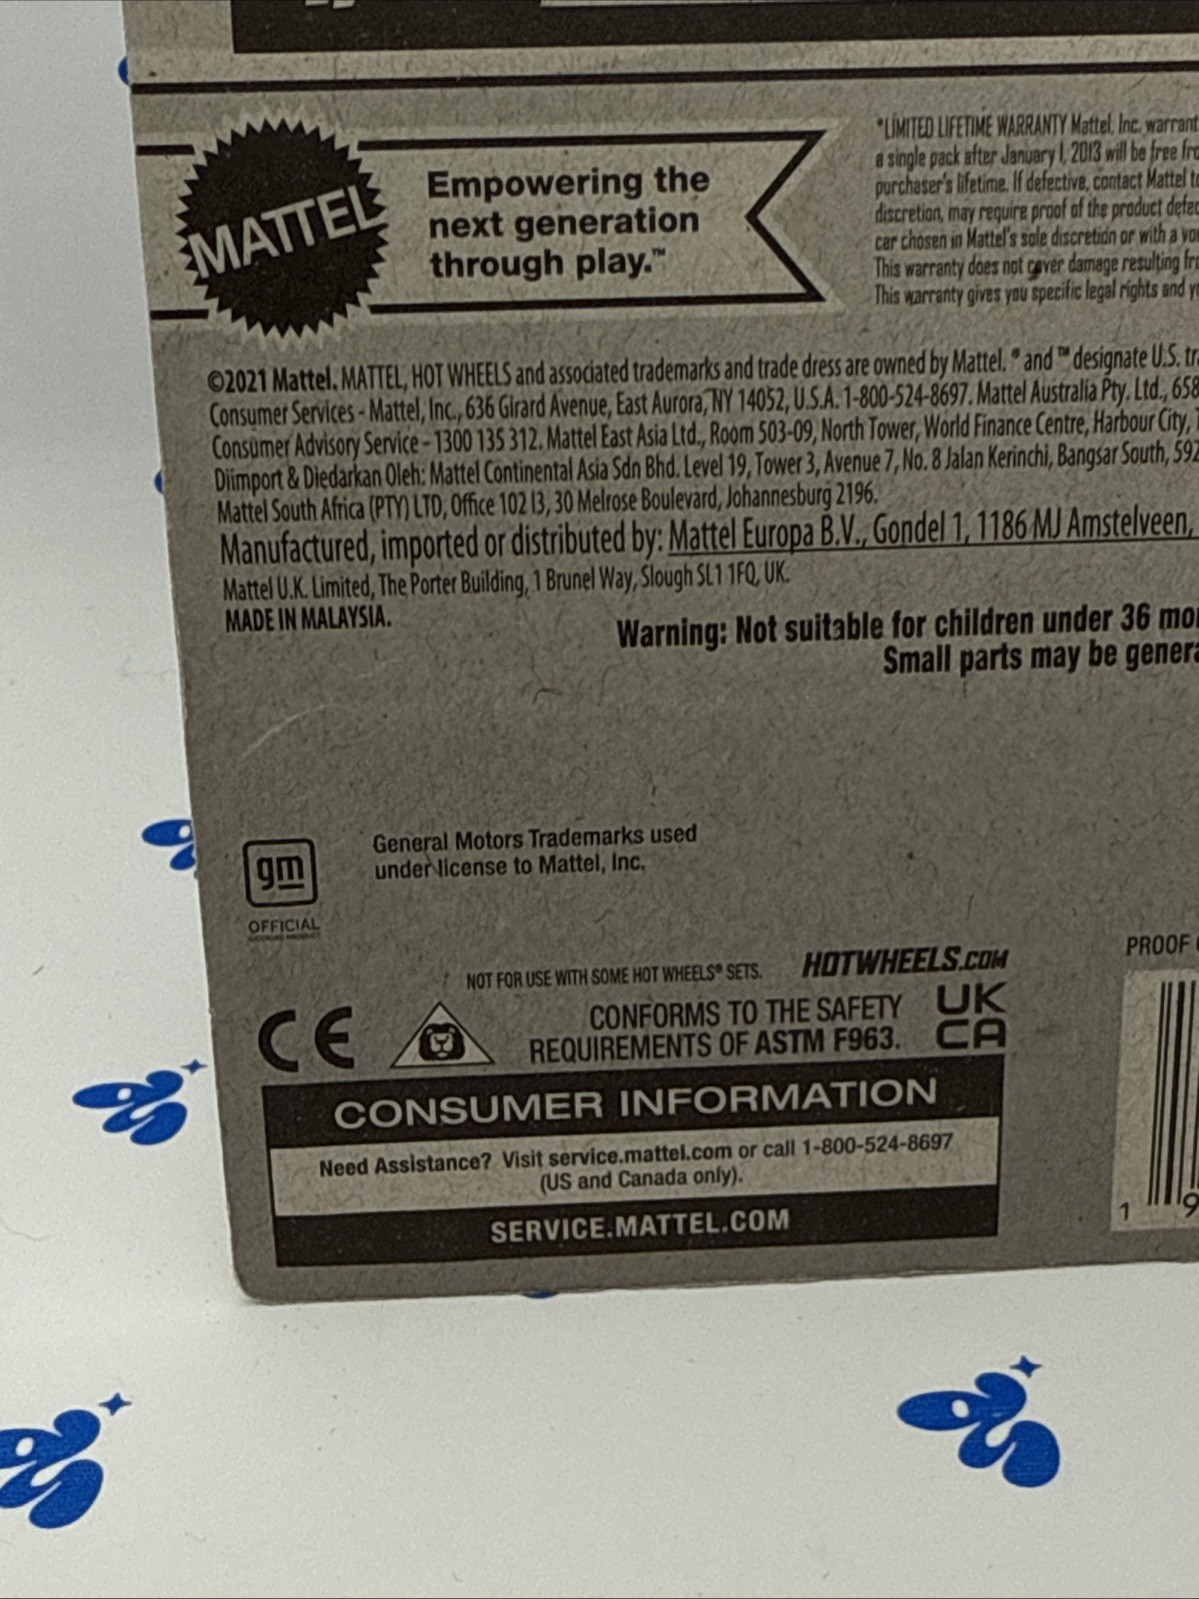 MATTEL
Empowering the
next generation
through play.™
*LIMITED LIFETIME WARRANTY Mattel, Inc. warrant
a single pack after January 1, 2013 will be free fro
purchaser's lifetime. If defective, contact Mattel to
discretion, may require proof of the product defec
car chosen in Mattel's sole discretion or with a vou
This warranty does not cover damage resulting fro
This warranty gives you specific legal rights and y
©2021 Mattel. MATTEL, HOT WHEELS and associated trademarks and trade dress are owned by Mattel. ® and ™ designate U.S. tr
Consumer Services - Mattel, Inc., 636 Girard Avenue, East Aurora, NY 14052, U.S.A. 1-800-524-8697. Mattel Australia Pty. Ltd., 658
Consumer Advisory Service - 1300 135 312. Mattel East Asia Ltd., Room 503-09, North Tower, World Finance Centre, Harbour City,
Diimport & Diedarkan Oleh: Mattel Continental Asia Sdn Bhd. Level 19, Tower 3, Avenue 7, No. 8 Jalan Kerinchi, Bangsar South, 592
Mattel South Africa (PTY) LTD, Office 102 I3, 30 Melrose Boulevard, Johannesburg 2196.
Manufactured, imported or distributed by: Mattel Europa B.V., Gondel 1, 1186 MJ Amstelveen,
Mattel U.K. Limited, The Porter Building, 1 Brunel Way, Slough SL1 1FQ, UK.
MADE IN MALAYSIA.
Warning: Not suitable for children under 36 mo
Small parts may be genera
gm
OFFICIAL
General Motors Trademarks used
under license to Mattel, Inc.
NOT FOR USE WITH SOME HOT WHEELS® SETS.
HOTWHEELS.COM
PROOF
CE
CONFORMS TO THE SAFETY
REQUIREMENTS OF ASTM F963.
UK
CA
CONSUMER INFORMATION
Need Assistance? Visit service.mattel.com or call 1-800-524-8697
(US and Canada only).
SERVICE.MATTEL.COM
1 9